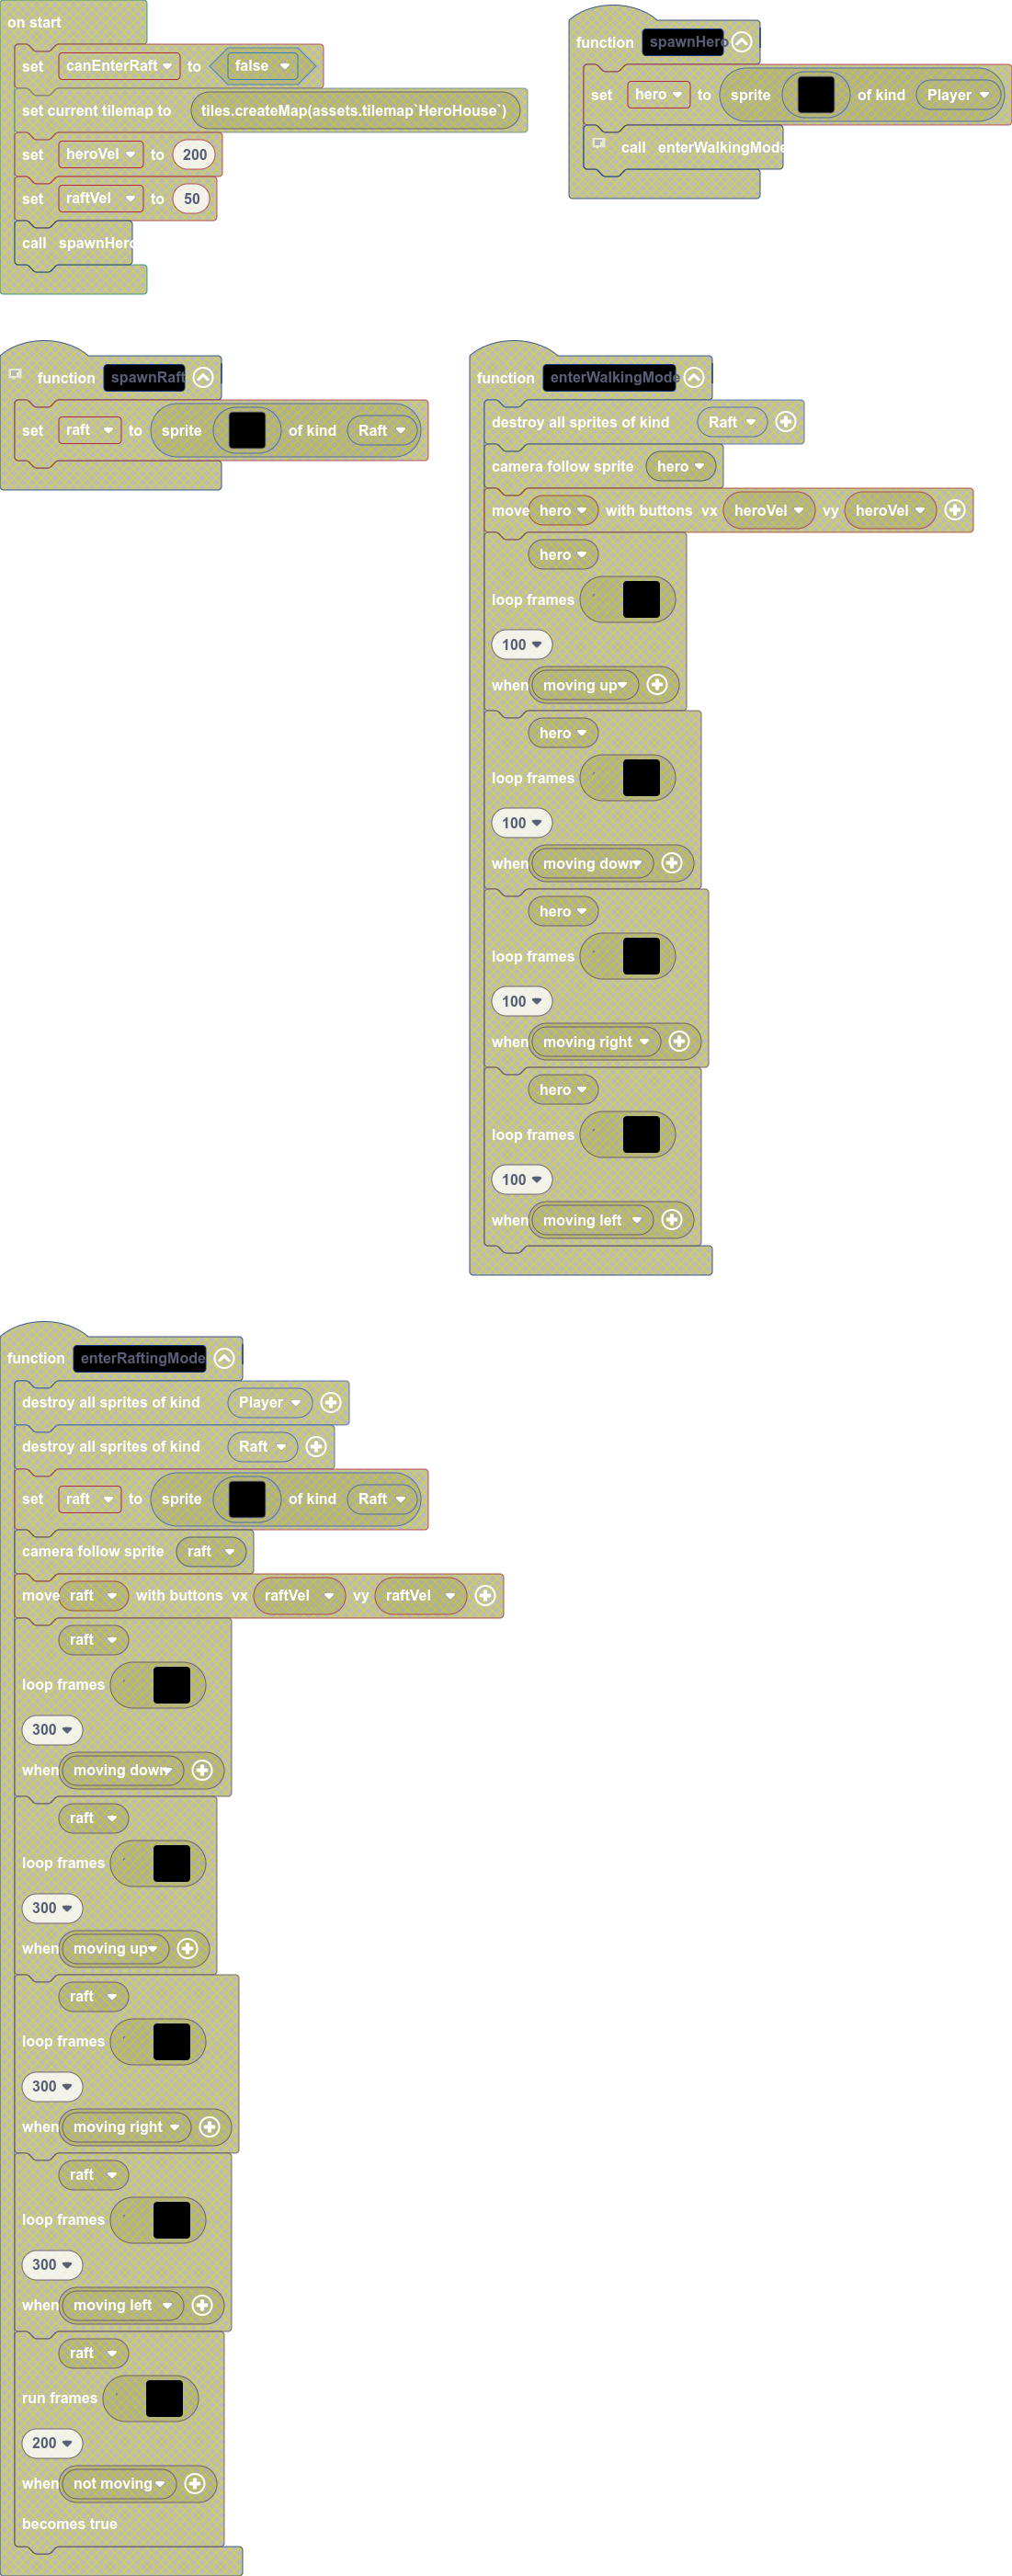 on start
set canEnterRaft to false
set current tilemap to tiles.createMap(assets.tilemap`HeroHouse`)
set heroVel to 200
set raftVel to 50
call spawnHero
function spawnHero
set hero to sprite of kind Player
call enterWalkingMode
function spawnRaft
set raft to sprite of kind Raft
function enterWalkingMode
destroy all sprites of kind Raft
camera follow sprite hero
move hero with buttons vx heroVel vy heroVel
hero
loop frames
100
when moving up
hero
loop frames
100
when moving down
hero
loop frames
100
when moving right
hero
loop frames
100
when moving left
function enterRaftingMode
destroy all sprites of kind Player
destroy all sprites of kind Raft
set raft to sprite of kind Raft
camera follow sprite raft
move raft with buttons vx raftVel vy raftVel
raft
loop frames
300
when moving down
raft
loop frames
300
when moving up
raft
loop frames
300
when moving right
raft
loop frames
300
when moving left
raft
run frames
200
when not moving
becomes true